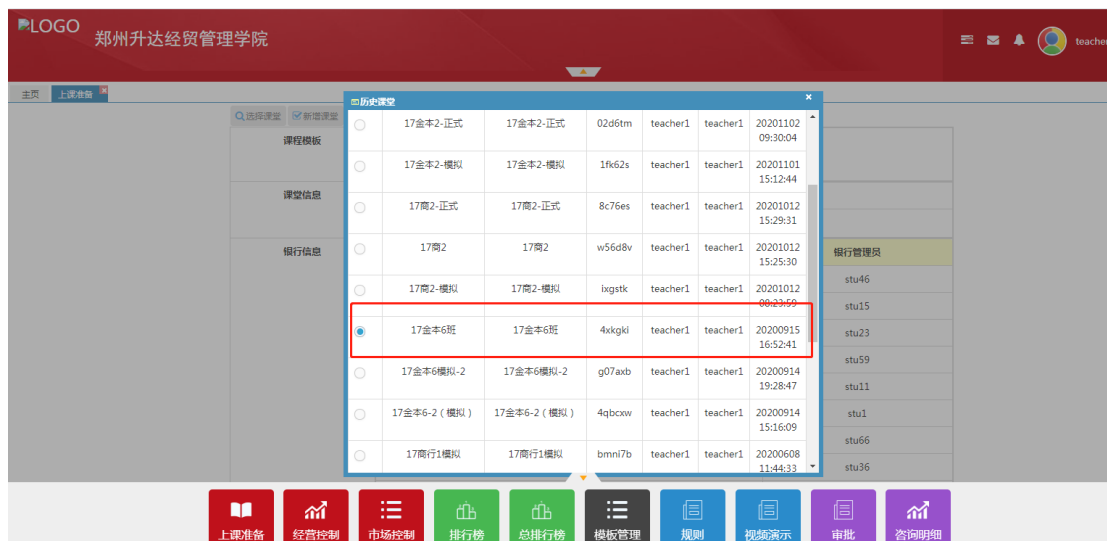 LOGO
郑州升达经贸管理学院
teacher
主页 上课准备
选择课堂 新增课堂
课程模板
课堂信息
银行信息
历史课堂
17金本2-正式 17金本2-正式 02d6tm teacher1 teacher1 20201102
09:30:04
17金本2-模拟 17金本2-模拟 1fk62s teacher1 teacher1 20201101
15:12:44
17商2-正式 17商2-正式 8c76es teacher1 teacher1 20201012
15:29:31
17商2 17商2 w56d8v teacher1 teacher1 20201012
15:25:30
17商2-模拟 17商2-模拟 ixgstk teacher1 teacher1 20201012
08:23:59
17金本6班 17金本6班 4xkgki teacher1 teacher1 20200915
16:52:41
17金本6模拟-2 17金本6模拟-2 g07axb teacher1 teacher1 20200914
19:28:47
17金本6-2（模拟） 17金本6-2（模拟） 4qbcxw teacher1 teacher1 20200914
15:16:09
17商行1模拟 17商行1模拟 bmni7b teacher1 teacher1 20200608
11:44:33
银行管理员
stu46
stu15
stu23
stu59
stu11
stu1
stu66
stu36
上课准备 经营控制 市场控制 排行榜 总排行榜 模板管理 规则 视频演示 审批 咨询明细